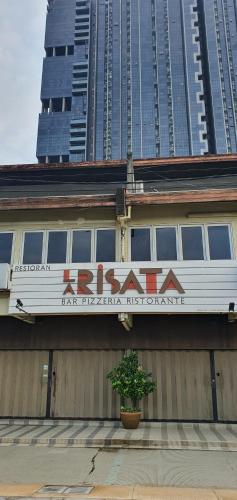 RESTORAN
LA RISATA
BAR PIZZERIA RISTORANTE